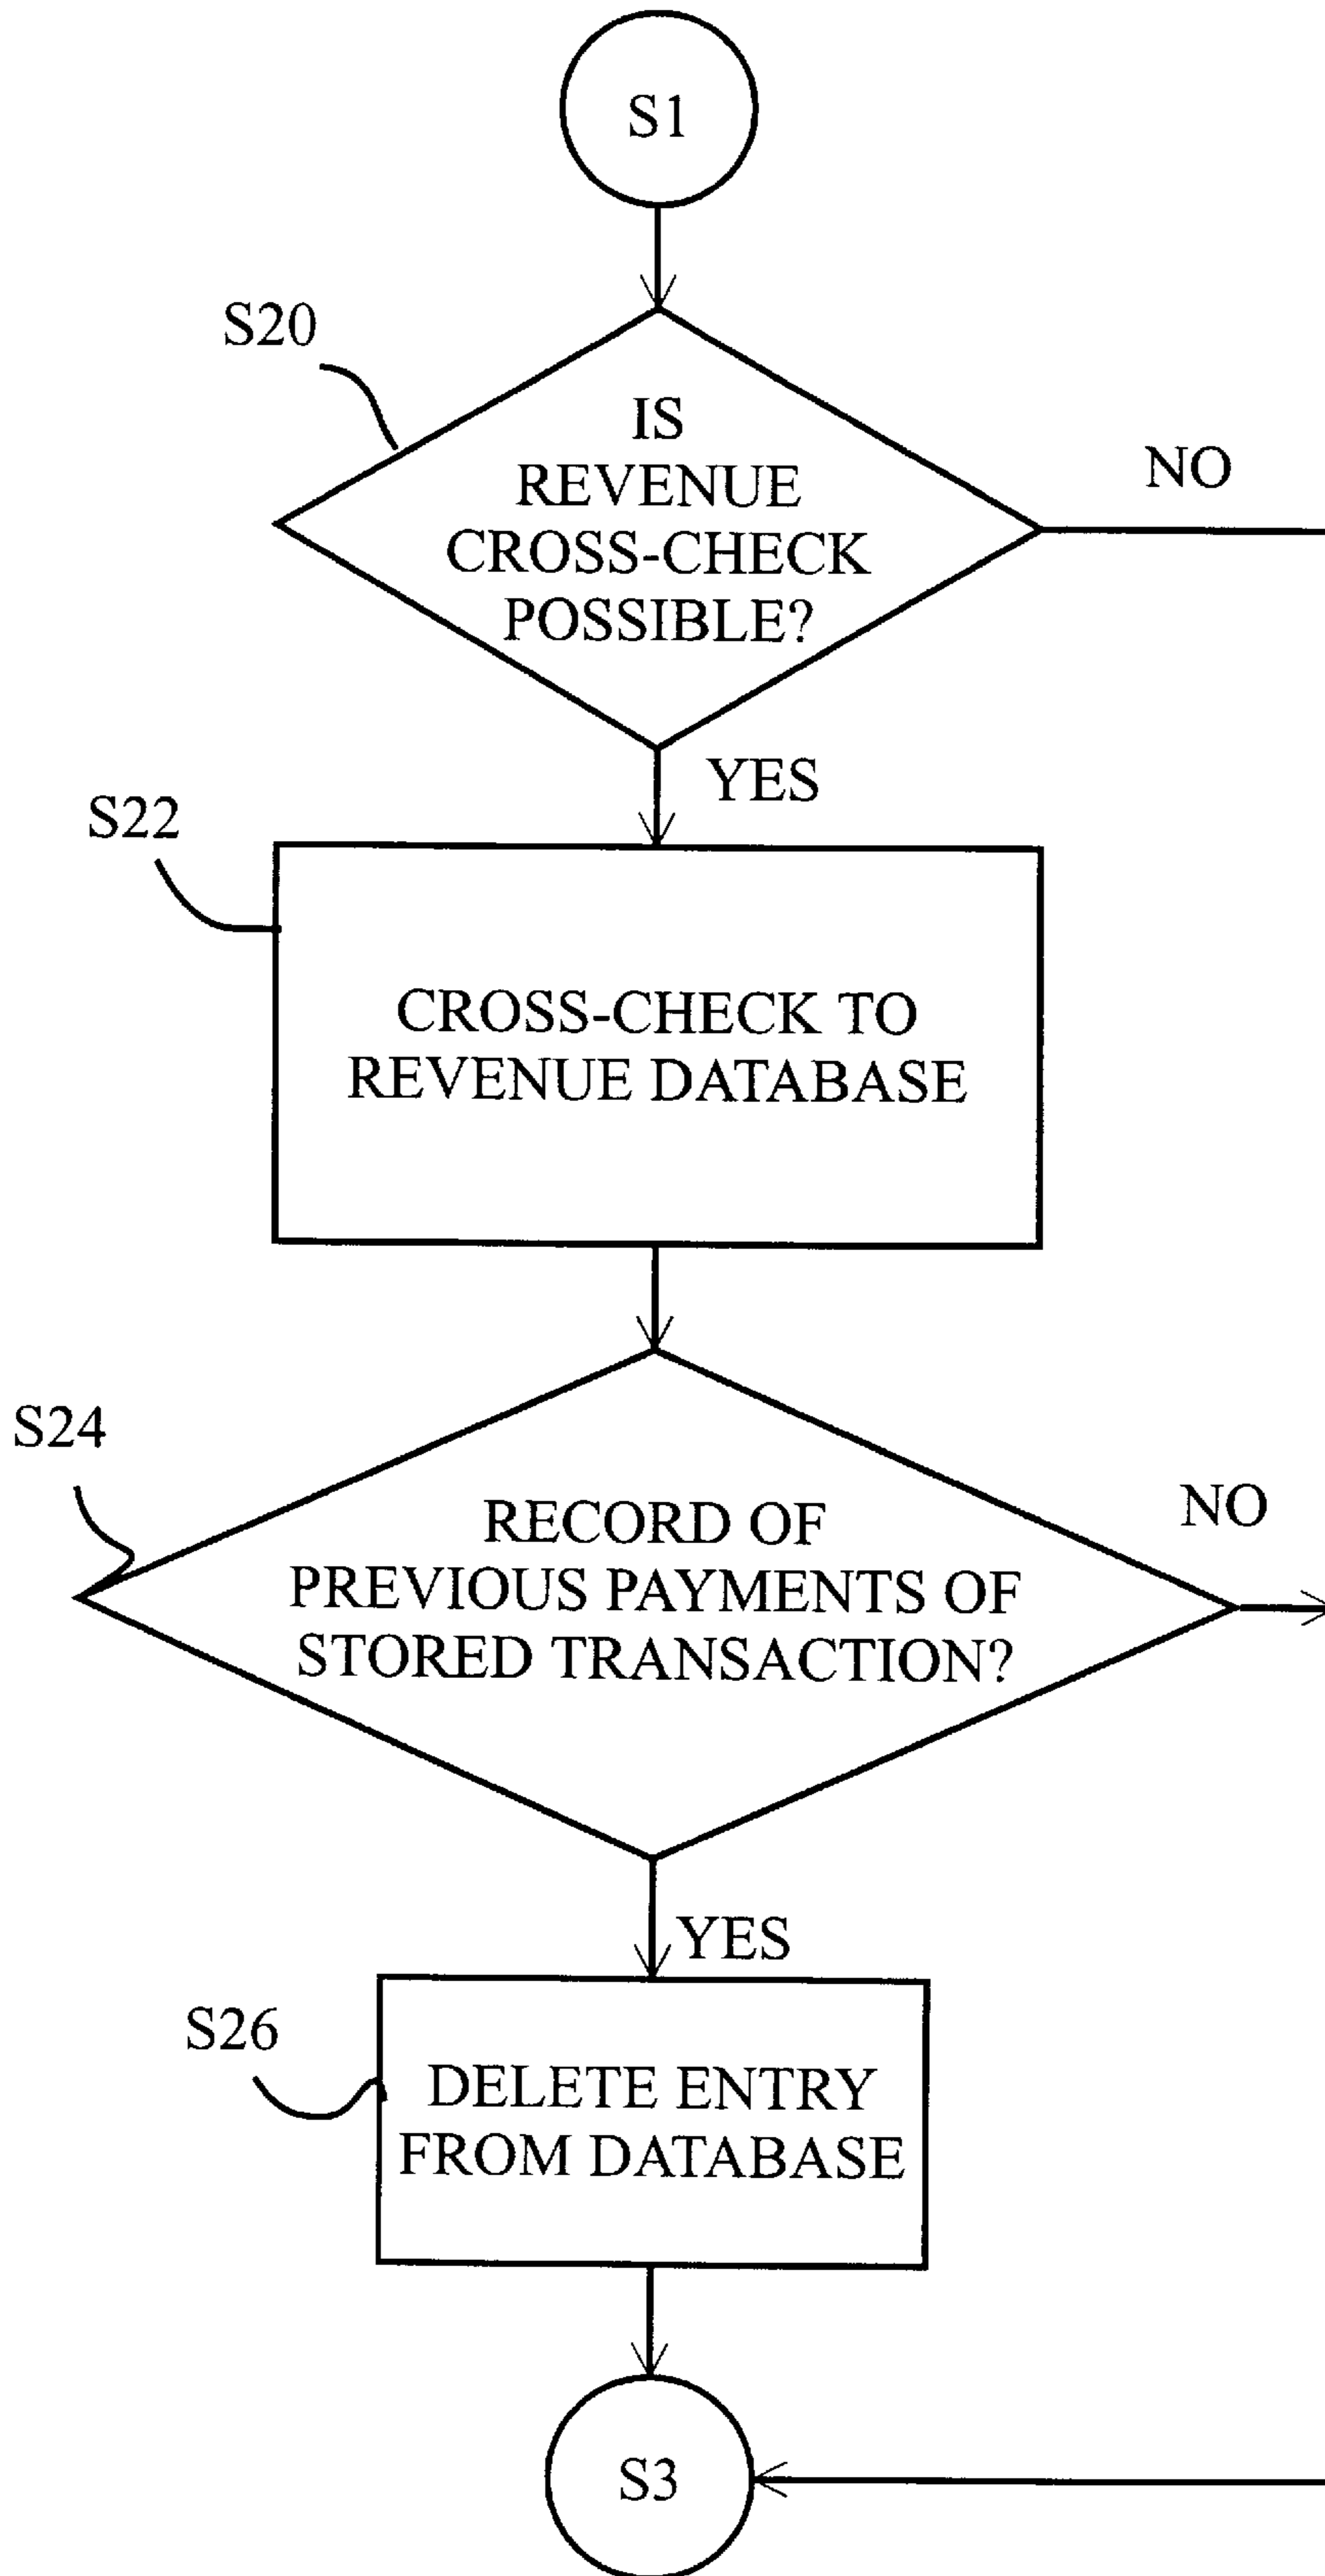 S1
S20
IS
REVENUE
CROSS-CHECK
POSSIBLE?
NO
YES
S22
CROSS-CHECK TO
REVENUE DATABASE
S24
RECORD OF
PREVIOUS PAYMENTS OF
STORED TRANSACTION?
NO
YES
S26
DELETE ENTRY
FROM DATABASE
S3